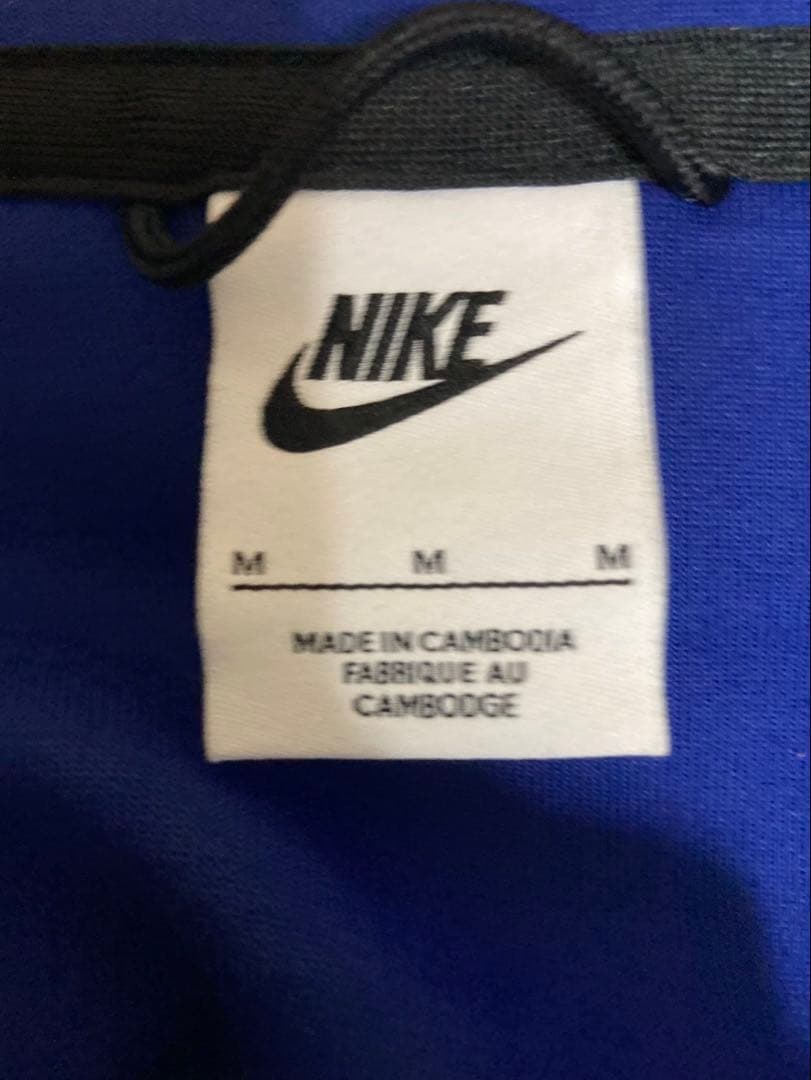 NIKE
M M M
MADE IN CAMBODIA
FABRIQUE AU
CAMBODGE